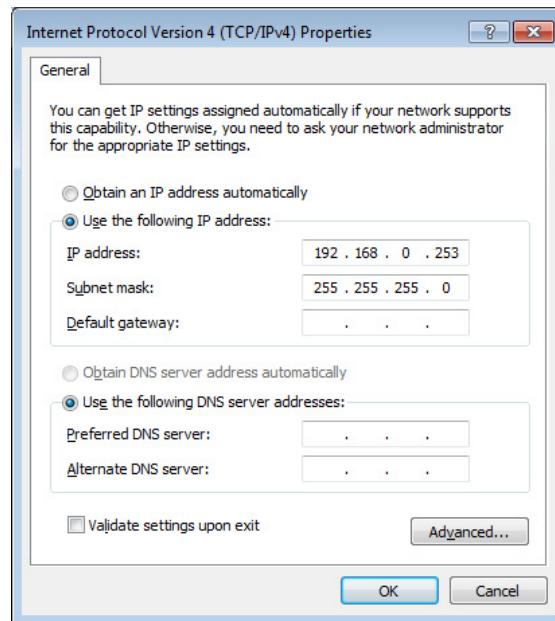 Internet Protocol Version 4 (TCP/IPv4) Properties
General
You can get IP settings assigned automatically if your network supports
this capability. Otherwise, you need to ask your network administrator
for the appropriate IP settings.
Obtain an IP address automatically
Use the following IP address:
IP address: 192 . 168 . 0 . 253
Subnet mask: 255 . 255 . 255 . 0
Default gateway: . . .
Obtain DNS server address automatically
Use the following DNS server addresses:
Preferred DNS server: . . .
Alternate DNS server: . . .
Validate settings upon exit
Advanced...
OK Cancel